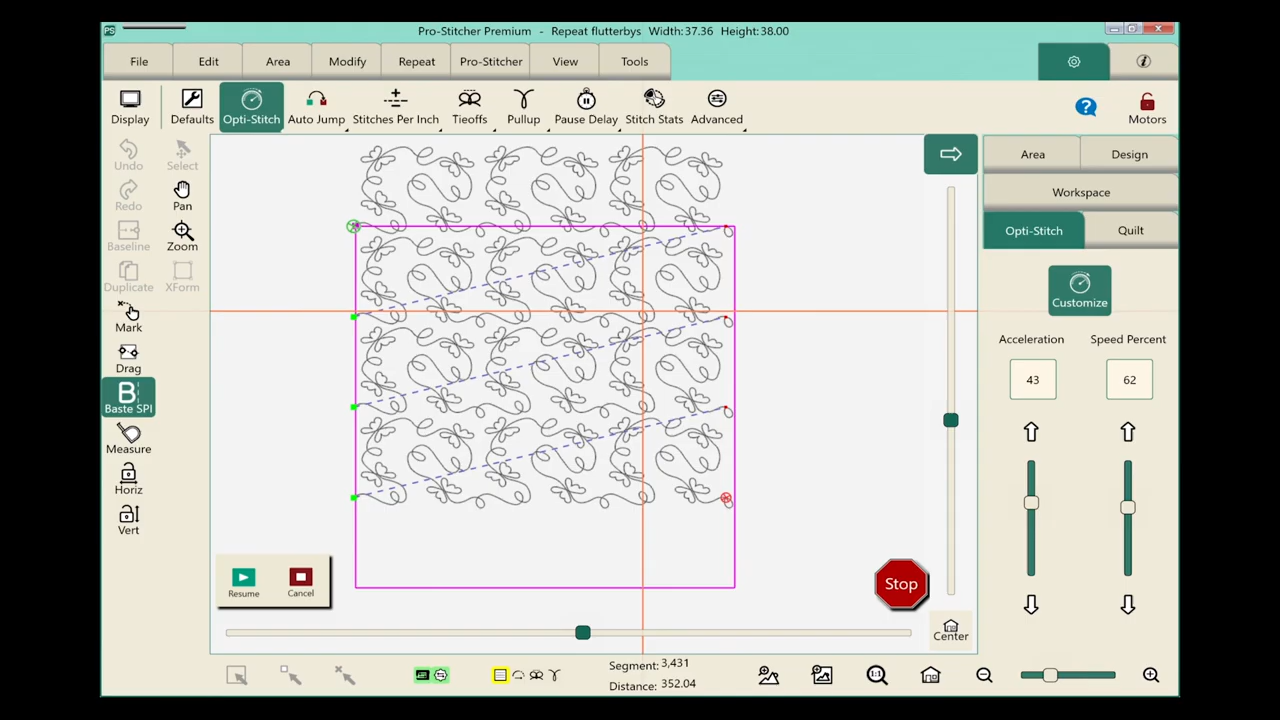 PS
Pro-Stitcher Premium - Repeat flutterbys Width:37.36 Height:38.00
File Edit Area Modify Repeat Pro-Stitcher View Tools
Display Defaults Opti-Stitch Auto Jump Stitches Per Inch Tieoffs Pullup Pause Delay Stitch Stats Advanced Motors
Undo Select
Redo Pan
Baseline Zoom
Duplicate XForm
Mark
Drag
B
Baste SPI
Measure
Horiz
Vert
Resume Cancel
Stop
Center
Area Design
Workspace
Opti-Stitch Quilt
Customize
Acceleration Speed Percent
43 62
Segment: 3,431
Distance: 352.04
1:1